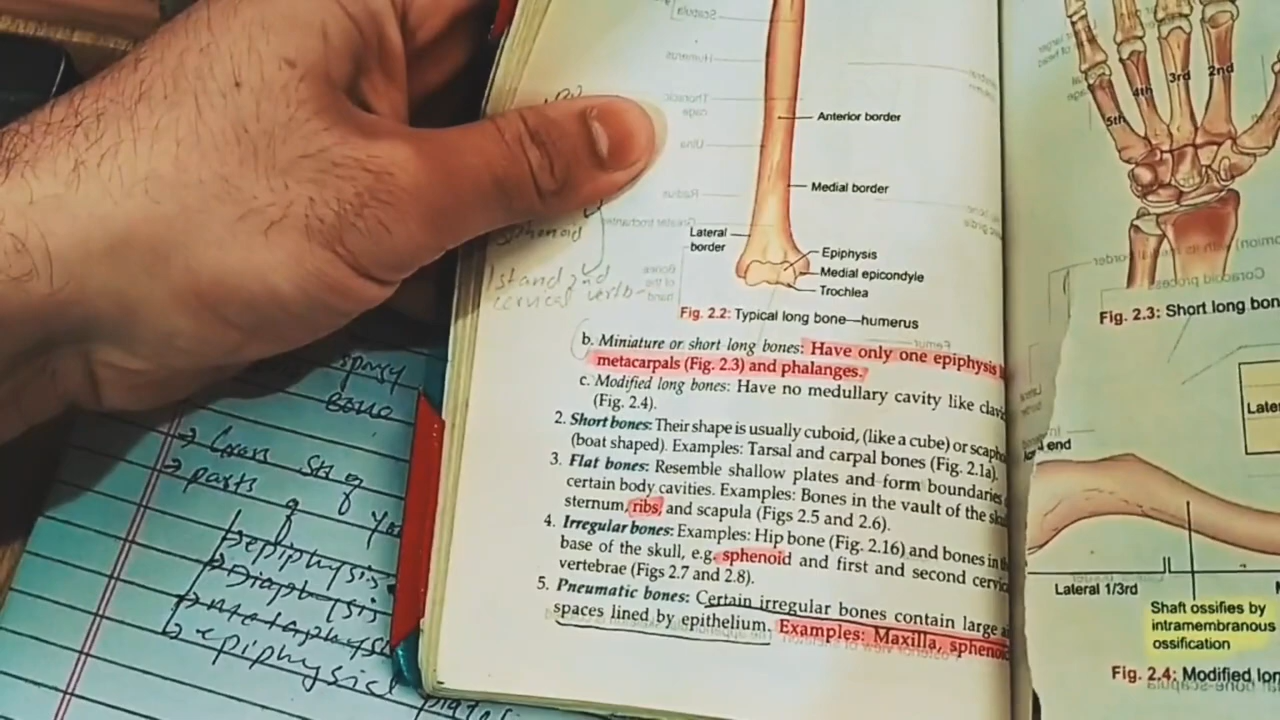 Anterior border
Medial border
Lateral
border
Epiphysis
Medial epicondyle
Trochlea
Fig. 2.2: Typical long bone—humerus
b. Miniature or short long bones: Have only one epiphysis
metacarpals (Fig. 2.3) and phalanges.
c. Modified long bones: Have no medullary cavity like
(Fig. 2.4).
2. Short bones: Their shape is usually cuboid, (like a cube) or
(boat shaped). Examples: Tarsal and carpal bones (Fig. 2.1a).
3. Flat bones: Resemble shallow plates and form boundaries
certain body cavities. Examples: Bones in the vault of the
sternum, ribs, and scapula (Figs 2.5 and 2.6).
4. Irregular bones: Examples: Hip bone (Fig. 2.16) and bones in
base of the skull, e.g. sphenoid and first and second
vertebrae (Figs 2.7 and 2.8).
5. Pneumatic bones: Certain irregular bones contain large
spaces lined by epithelium. Examples: Maxilla,
sphenoid
1st and 2nd
cervical vertb
5th
4th
3rd
2nd
Fig. 2.3: Short long
end
Lateral 1/3rd
Shaft ossifies by
intramembranous
ossification
Fig. 2.4: Modified
Bone
parts of
epiphysis
Diaphysis